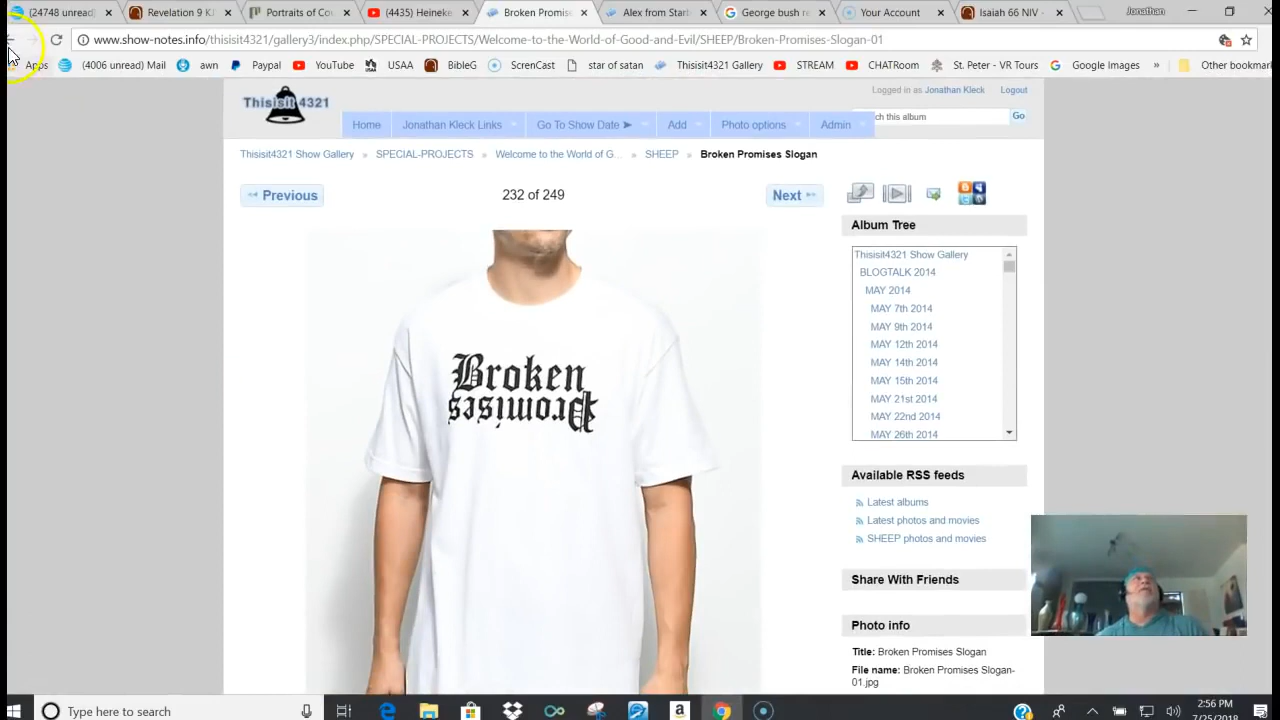 (24748 unread)
Revelation 9 K
Portraits of Cov
(4435) Hein
Broken Promise
Alex from Start
George bush
Your Account
Isaiah 66 NIV
Jonathan
www.show-notes.info/thisisit4321/gallery3/index.php/SPECIAL-PROJECTS/Welcome-to-the-World-of-Good-and-Evil/SHEEP/Broken-Promises-Slogan-01
Apps (4006 unread) Mail awn Paypal YouTube USAA BibleG ScrenCast star of satan Thisisit4321 Gallery STREAM CHATRoom St. Peter - VR Tours Google Images » Other bookmar
Logged in as Jonathan Kleck Logout
Thisisit 4321
ch this album Go
Home Jonathan Kleck Links Go To Show Date ➤ Add Photo options Admin
Thisisit4321 Show Gallery » SPECIAL-PROJECTS » Welcome to the World of G... » SHEEP » Broken Promises Slogan
Previous 232 of 249 Next
Broken
Promises
Album Tree
Thisisit4321 Show Gallery
BLOGTALK 2014
MAY 2014
MAY 7th 2014
MAY 9th 2014
MAY 12th 2014
MAY 14th 2014
MAY 15th 2014
MAY 21st 2014
MAY 22nd 2014
MAY 26th 2014
Available RSS feeds
Latest albums
Latest photos and movies
SHEEP photos and movies
Share With Friends
Photo info
Title: Broken Promises Slogan
File name: Broken Promises Slogan-
01.jpg
Type here to search
2:56 PM
7/25/2018